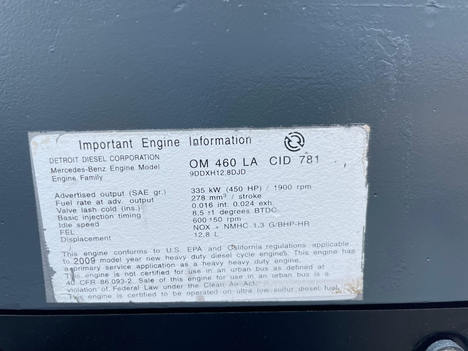 Important Engine Information
DETROIT DIESEL CORPORATION
Mercedes-Benz Engine Model OM 460 LA CID 781
Engine Family 9DDXH12.8DJD
Advertised output (SAE gr.) 335 kW (450 HP) / 1900 rpm
Fuel rate at adv. output 278 mm³ / stroke
Valve lash cold (ins.) 0.016 int. 0.024 exh.
Basic injection timing 8.5 ±1 degrees BTDC
Idle speed 600 ±50 rpm
FEL NOX + NMHC 1.3 G/BHP-HR
Displacement 12.8 L
This engine conforms to U.S. EPA and California regulations applicable
to 2009 model year new heavy duty diesel cycle engines. This engine has
a primary service application as a heavy heavy duty engine.
This engine is not certified for use in an urban bus as defined at
40 CFR 86.093-2. Sale of this engine for use in an urban bus is a
violation of Federal Law under the Clean Air Act.
This engine is certified to operate on ultra low sulfur diesel fuel.